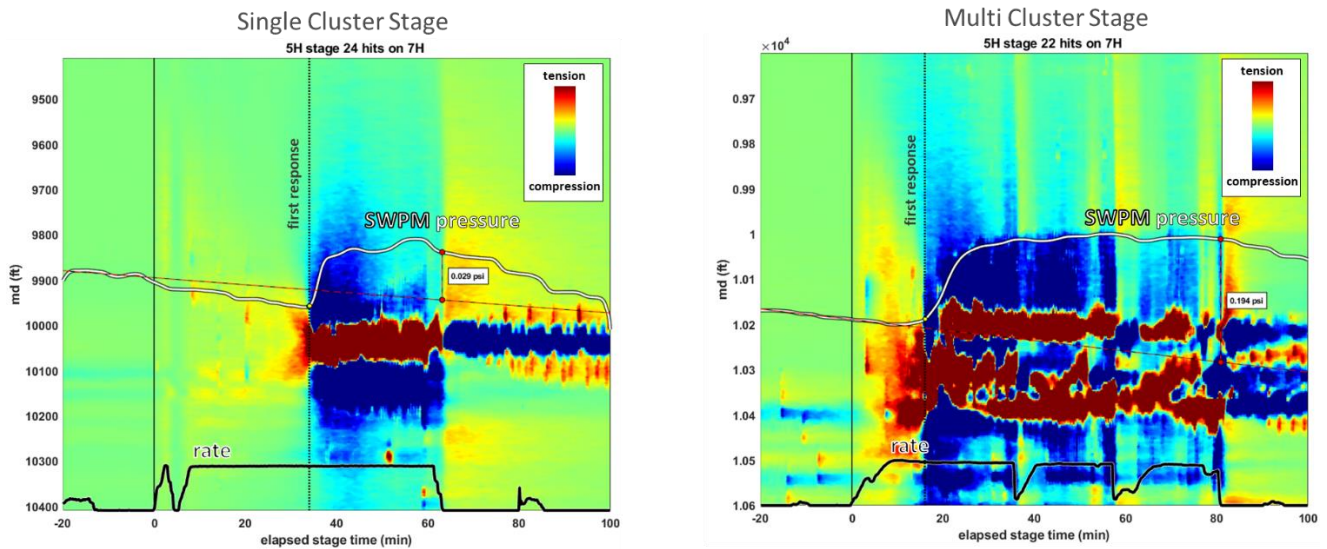 Single Cluster Stage
5H stage 24 hits on 7H
tension
compression
first response
SWPM pressure
0.029 psi
rate
md (ft)
9500
9600
9700
9800
9900
10000
10100
10200
10300
10400
-20 0 20 40 60 80 100
elapsed stage time (min)
Multi Cluster Stage
×10⁴
5H stage 22 hits on 7H
tension
compression
first response
SWPM pressure
0.194 psi
rate
md (ft)
0.97
0.98
0.99
1
1.01
1.02
1.03
1.04
1.05
1.06
-20 0 20 40 60 80 100
elapsed stage time (min)